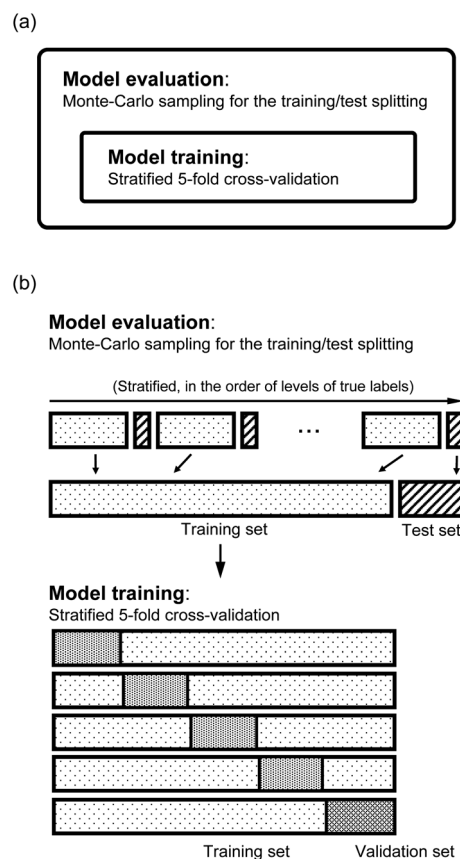 (a)
Model evaluation:
Monte-Carlo sampling for the training/test splitting
Model training:
Stratified 5-fold cross-validation
(b)
Model evaluation:
Monte-Carlo sampling for the training/test splitting
(Stratified, in the order of levels of true labels)
...
Training set Test set
Model training:
Stratified 5-fold cross-validation
Training set Validation set